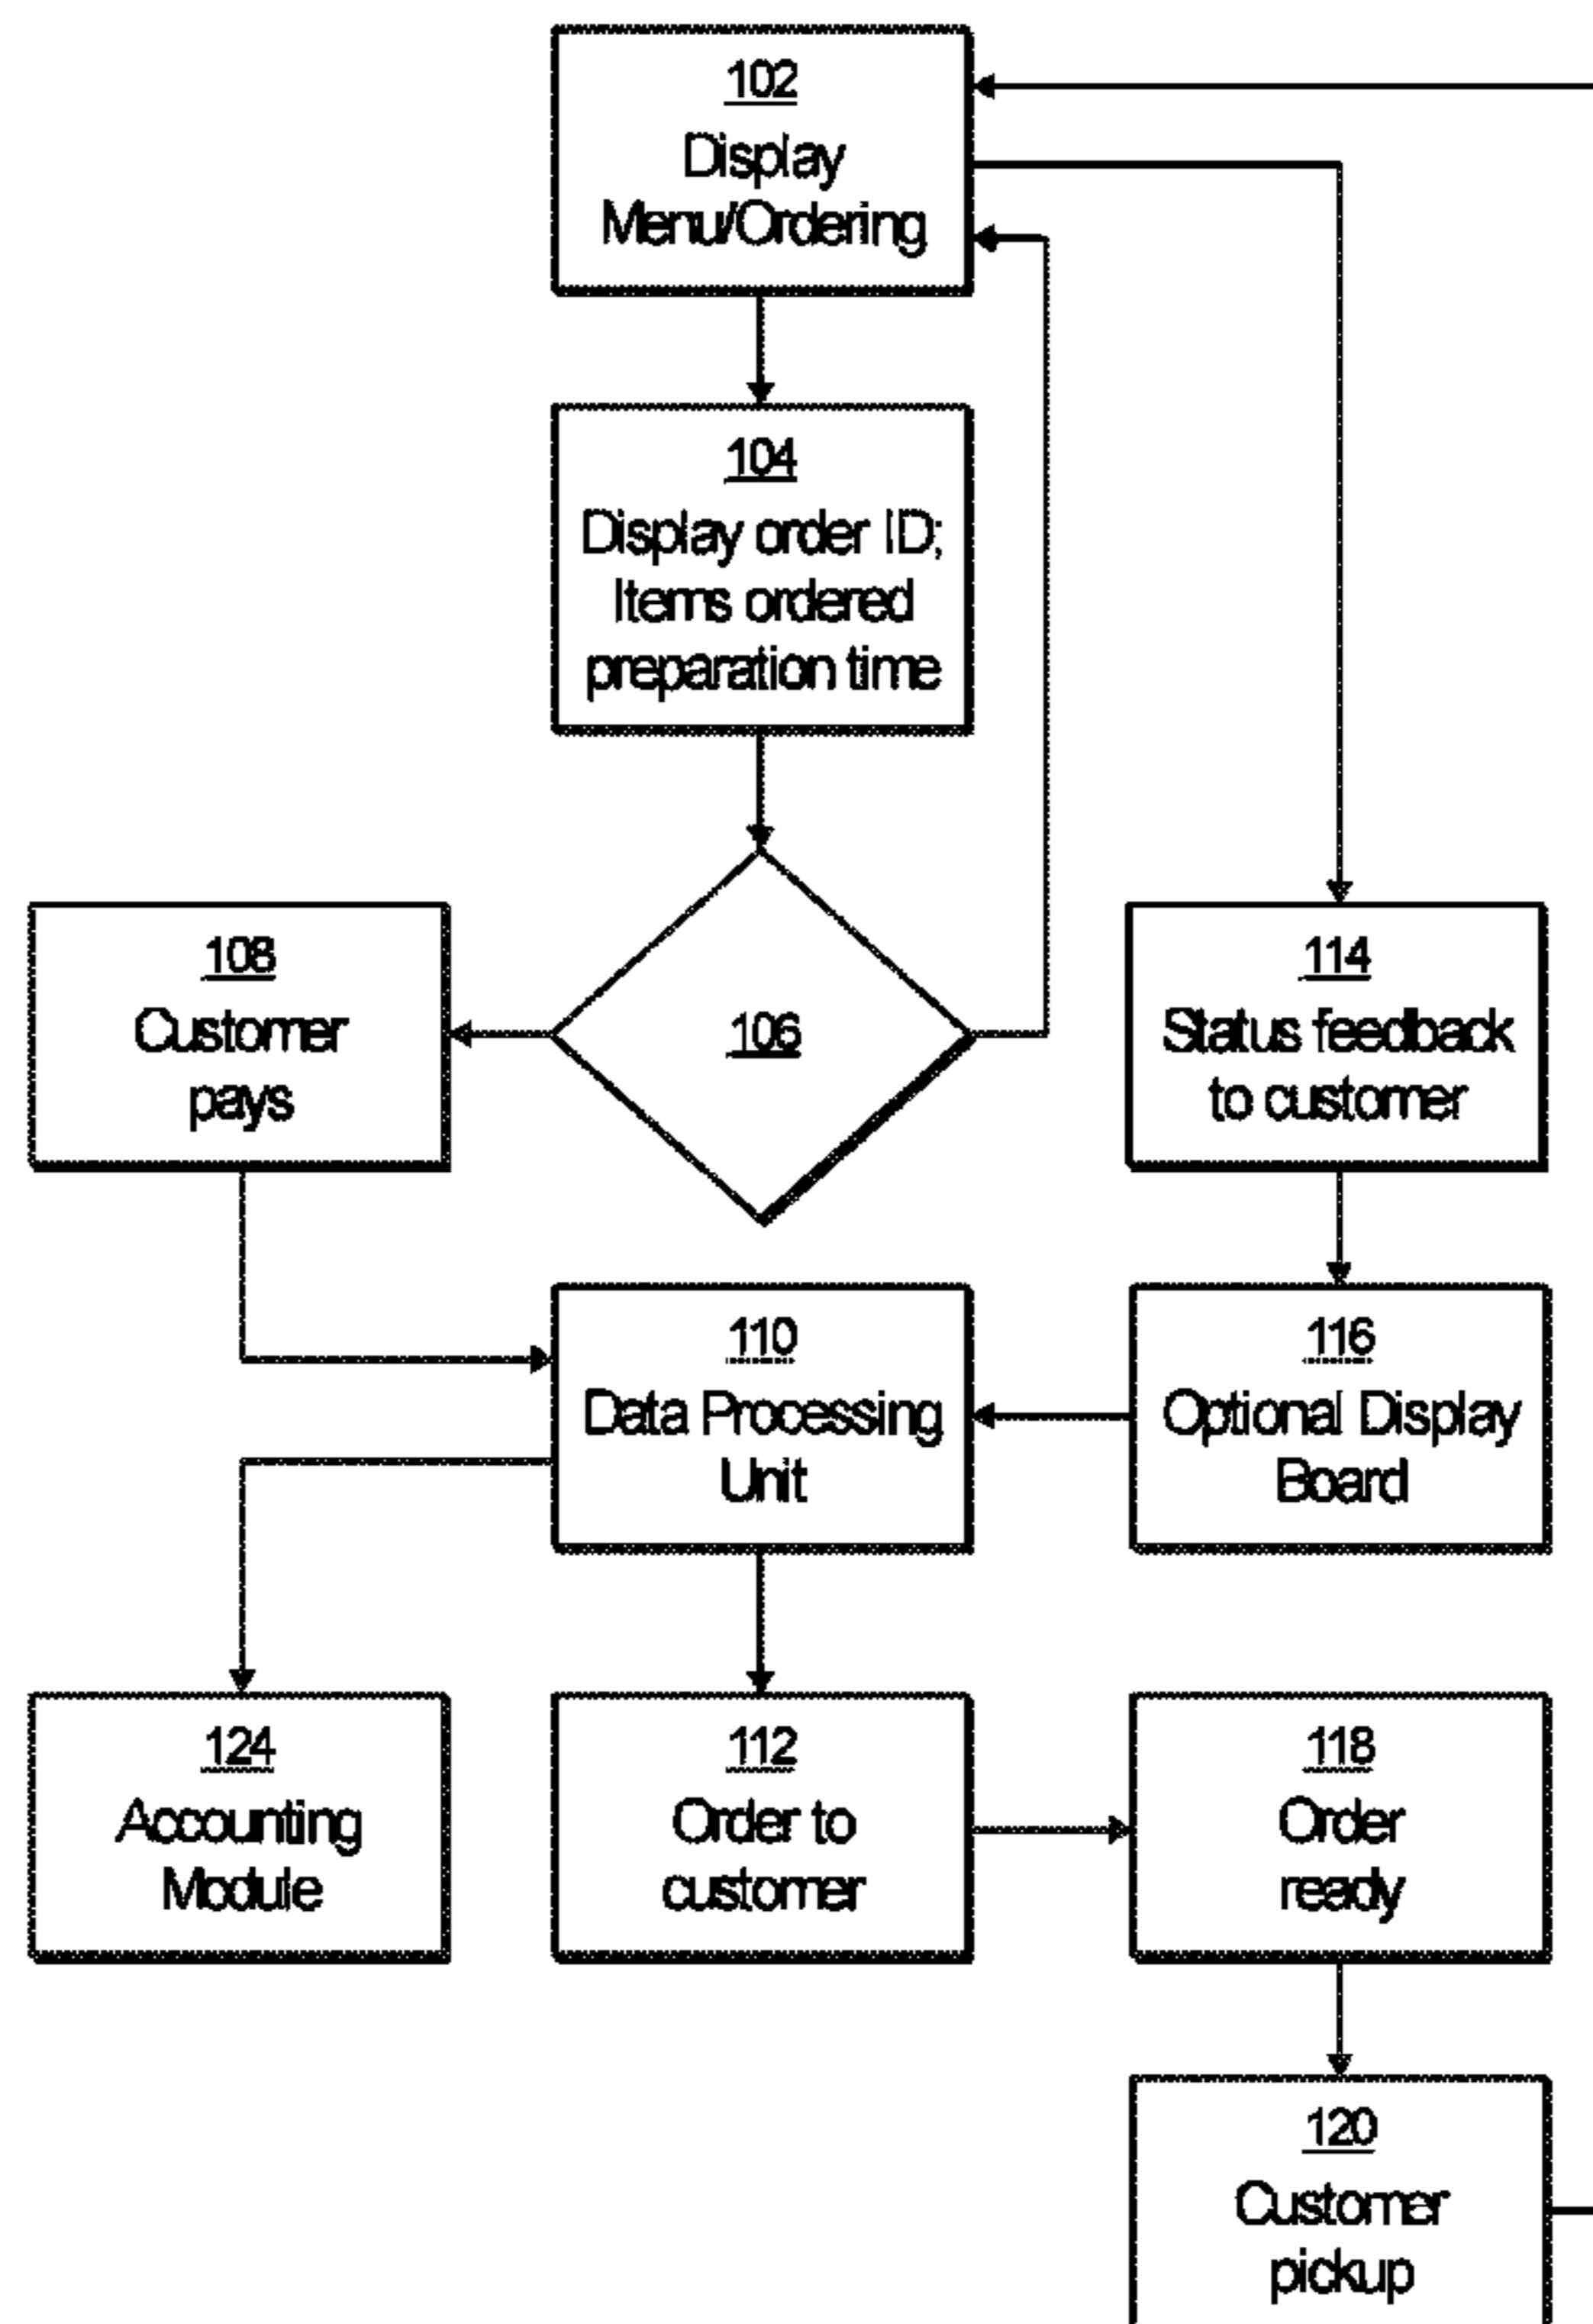 102
Display
Menu/Ordering
104
Display order ID;
Items ordered
preparation time
108
Customer
pays
106
114
Status feedback
to customer
110
Data Processing
Unit
116
Optional Display
Board
124
Accounting
Module
112
Order to
customer
118
Order
ready
120
Customer
pickup